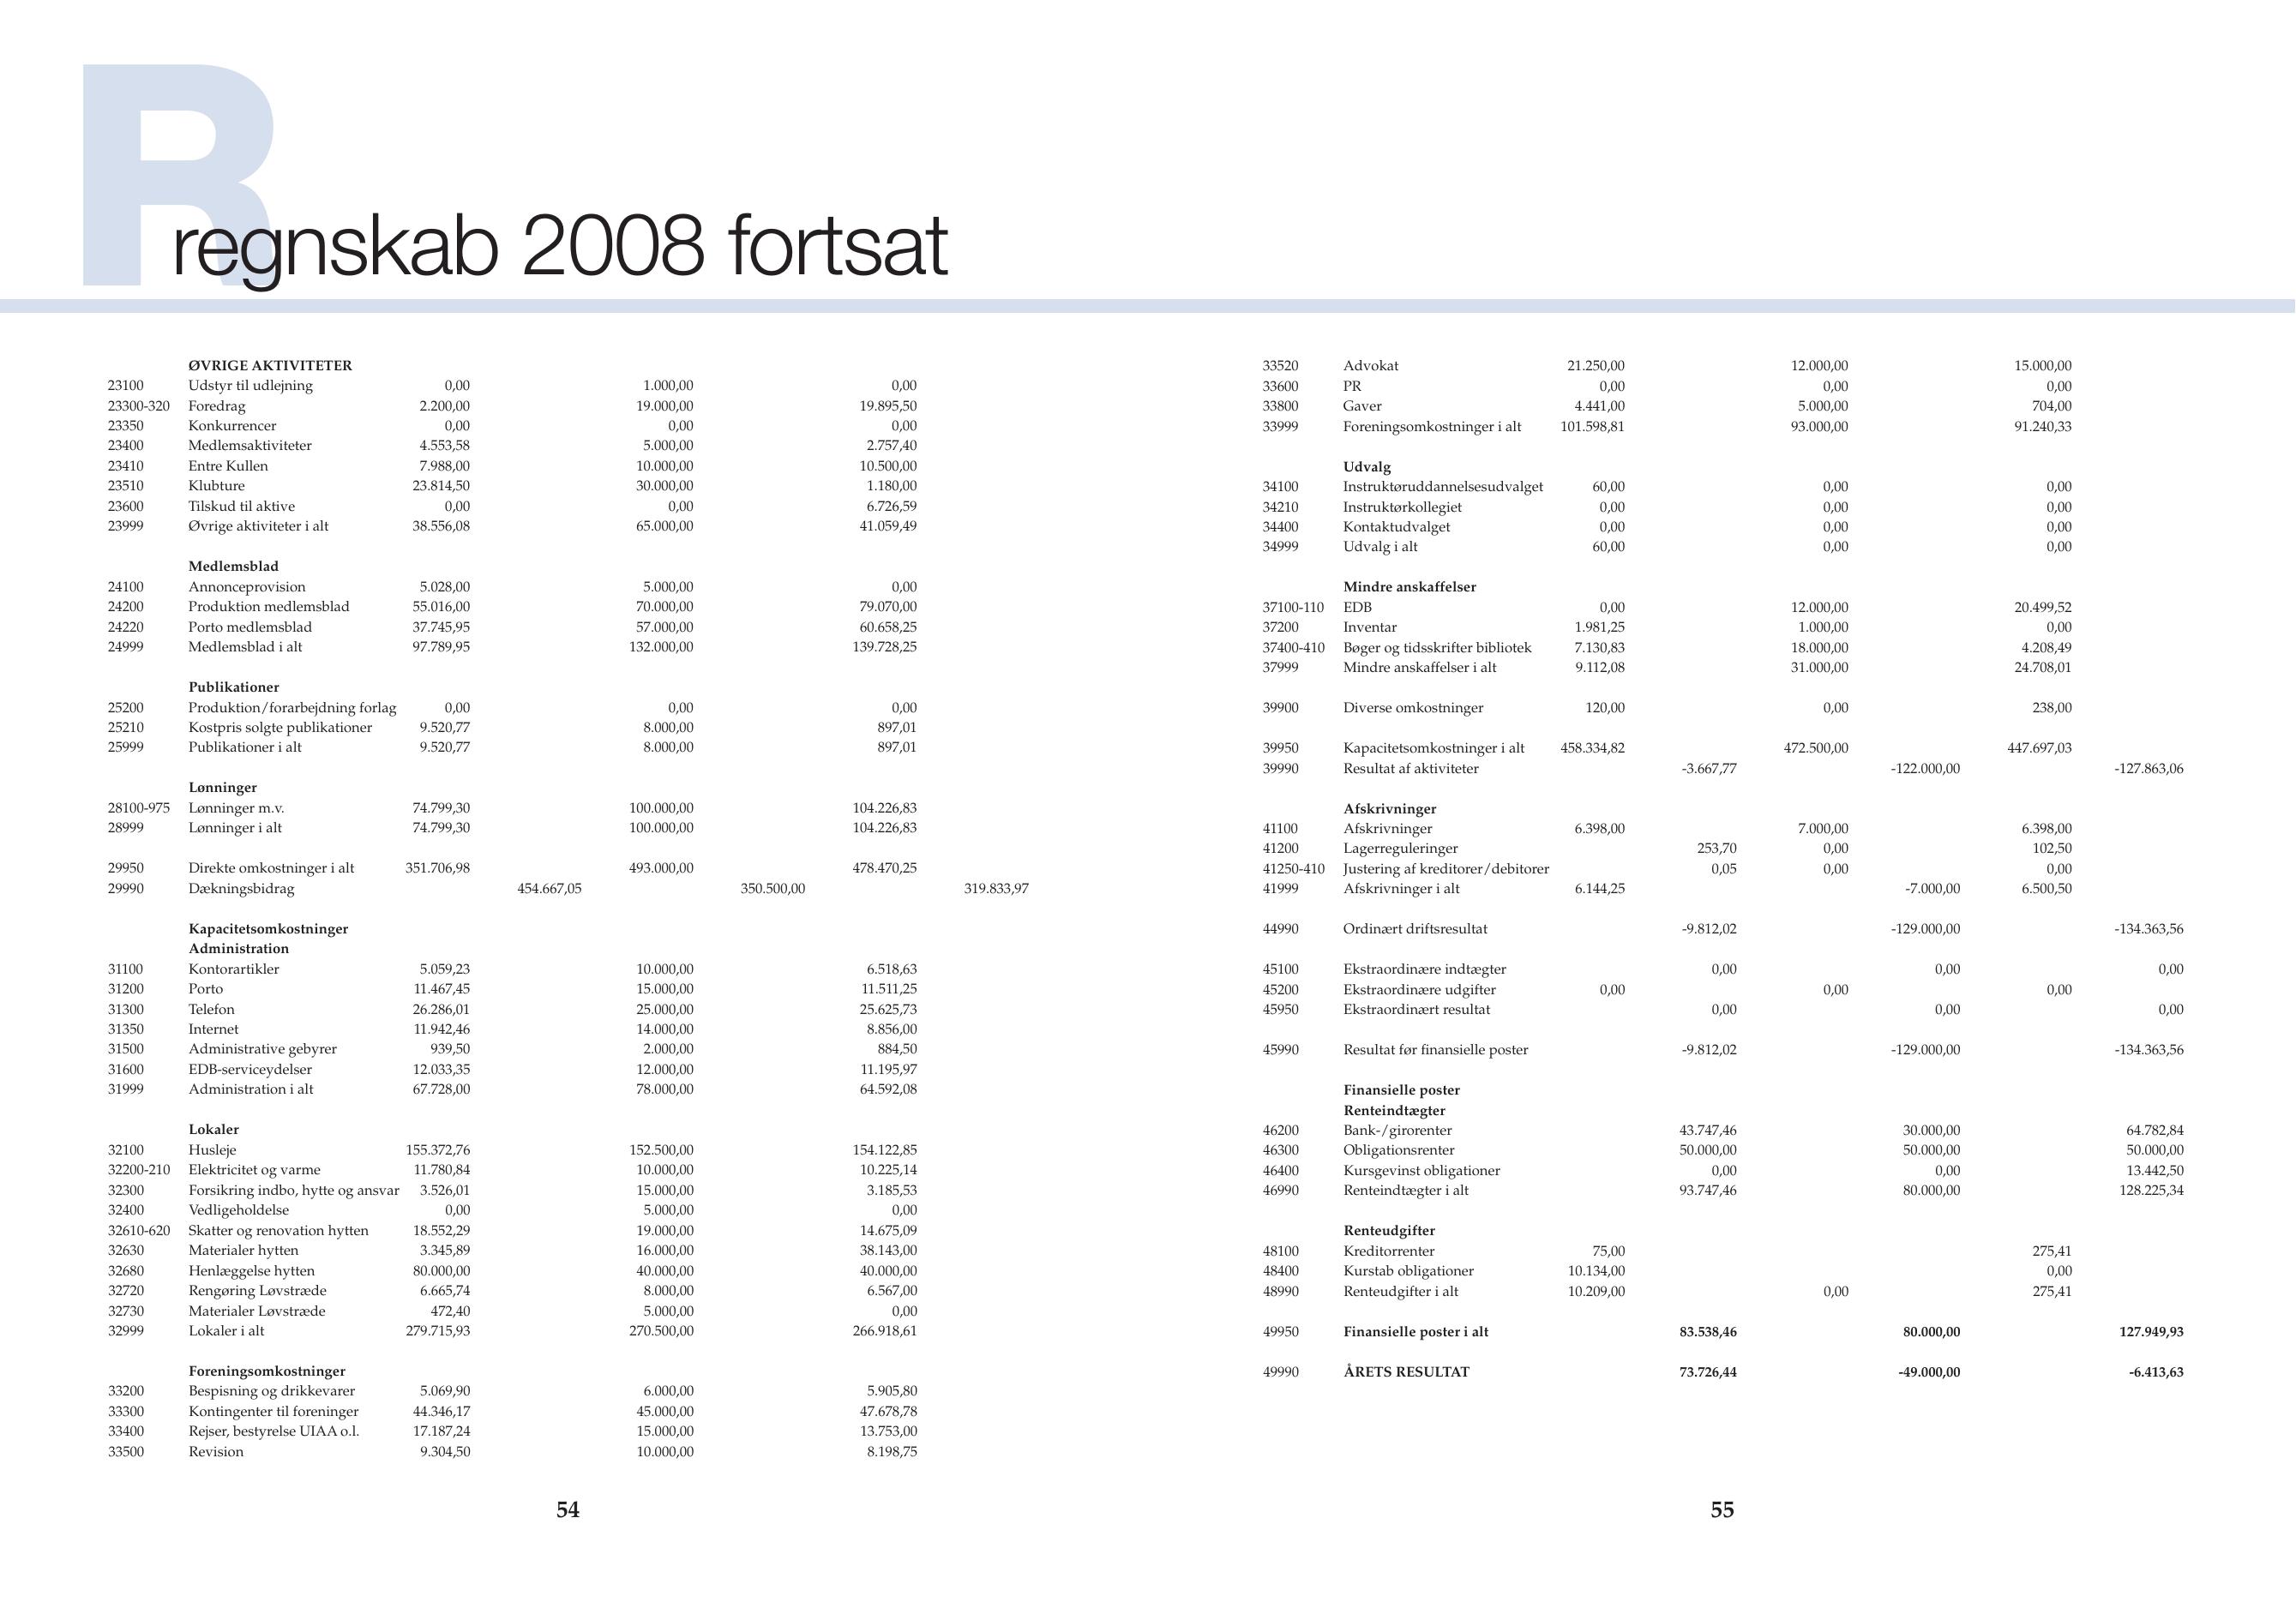 R
regnskab 2008 fortsat
ØVRIGE AKTIVITETER
23100 Udstyr til udlejning 0,00 1.000,00 0,00
23300-320 Foredrag 2.200,00 19.000,00 19.895,50
23350 Konkurrencer 0,00 0,00 0,00
23400 Medlemsaktiviteter 4.553,58 5.000,00 2.757,40
23410 Entre Kullen 7.988,00 10.000,00 10.500,00
23510 Klubture 23.814,50 30.000,00 1.180,00
23600 Tilskud til aktive 0,00 0,00 6.726,59
23999 Øvrige aktiviteter i alt 38.556,08 65.000,00 41.059,49
Medlemsblad
24100 Annonceprovision 5.028,00 5.000,00 0,00
24200 Produktion medlemsblad 55.016,00 70.000,00 79.070,00
24220 Porto medlemsblad 37.745,95 57.000,00 60.658,25
24999 Medlemsblad i alt 97.789,95 132.000,00 139.728,25
Publikationer
25200 Produktion/forarbejdning forlag 0,00 0,00 0,00
25210 Kostpris solgte publikationer 9.520,77 8.000,00 897,01
25999 Publikationer i alt 9.520,77 8.000,00 897,01
Lønninger
28100-975 Lønninger m.v. 74.799,30 100.000,00 104.226,83
28999 Lønninger i alt 74.799,30 100.000,00 104.226,83
29950 Direkte omkostninger i alt 351.706,98 493.000,00 478.470,25
29990 Dækningsbidrag 454.667,05 350.500,00 319.833,97
Kapacitetsomkostninger
Administration
31100 Kontorartikler 5.059,23 10.000,00 6.518,63
31200 Porto 11.467,45 15.000,00 11.511,25
31300 Telefon 26.286,01 25.000,00 25.625,73
31350 Internet 11.942,46 14.000,00 8.856,00
31500 Administrative gebyrer 939,50 2.000,00 884,50
31600 EDB-serviceydelser 12.033,35 12.000,00 11.195,97
31999 Administration i alt 67.728,00 78.000,00 64.592,08
Lokaler
32100 Husleje 155.372,76 152.500,00 154.122,85
32200-210 Elektricitet og varme 11.780,84 10.000,00 10.225,14
32300 Forsikring indbo, hytte og ansvar 3.526,01 15.000,00 3.185,53
32400 Vedligeholdelse 0,00 5.000,00 0,00
32610-620 Skatter og renovation hytten 18.552,29 19.000,00 14.675,09
32630 Materialer hytten 3.345,89 16.000,00 38.143,00
32680 Henlæggelse hytten 80.000,00 40.000,00 40.000,00
32720 Rengøring Løvstræde 6.665,74 8.000,00 6.567,00
32730 Materialer Løvstræde 472,40 5.000,00 0,00
32999 Lokaler i alt 279.715,93 270.500,00 266.918,61
Foreningsomkostninger
33200 Bespisning og drikkevarer 5.069,90 6.000,00 5.905,80
33300 Kontingenter til foreninger 44.346,17 45.000,00 47.678,78
33400 Rejser, bestyrelse UIAA o.l. 17.187,24 15.000,00 13.753,00
33500 Revision 9.304,50 10.000,00 8.198,75
54
33520 Advokat 21.250,00 12.000,00 15.000,00
33600 PR 0,00 0,00 0,00
33800 Gaver 4.441,00 5.000,00 704,00
33999 Foreningsomkostninger i alt 101.598,81 93.000,00 91.240,33
Udvalg
34100 Instruktøruddannelsesudvalget 60,00 0,00 0,00
34210 Instruktørkollegiet 0,00 0,00 0,00
34400 Kontaktudvalget 0,00 0,00 0,00
34999 Udvalg i alt 60,00 0,00 0,00
Mindre anskaffelser
37100-110 EDB 0,00 12.000,00 20.499,52
37200 Inventar 1.981,25 1.000,00 0,00
37400-410 Bøger og tidsskrifter bibliotek 7.130,83 18.000,00 4.208,49
37999 Mindre anskaffelser i alt 9.112,08 31.000,00 24.708,01
39900 Diverse omkostninger 120,00 0,00 238,00
39950 Kapacitetsomkostninger i alt 458.334,82 472.500,00 447.697,03
39990 Resultat af aktiviteter -3.667,77 -122.000,00 -127.863,06
Afskrivninger
41100 Afskrivninger 6.398,00 7.000,00 6.398,00
41200 Lagerreguleringer 253,70 0,00 102,50
41250-410 Justering af kreditorer/debitorer 0,05 0,00 0,00
41999 Afskrivninger i alt 6.144,25 -7.000,00 6.500,50
44990 Ordinært driftsresultat -9.812,02 -129.000,00 -134.363,56
45100 Ekstraordinære indtægter 0,00 0,00 0,00
45200 Ekstraordinære udgifter 0,00 0,00 0,00
45950 Ekstraordinært resultat 0,00 0,00 0,00
45990 Resultat før finansielle poster -9.812,02 -129.000,00 -134.363,56
Finansielle poster
Renteindtægter
46200 Bank-/girorenter 43.747,46 30.000,00 64.782,84
46300 Obligationsrenter 50.000,00 50.000,00 50.000,00
46400 Kursgevinst obligationer 0,00 0,00 13.442,50
46990 Renteindtægter i alt 93.747,46 80.000,00 128.225,34
Renteudgifter
48100 Kreditorrenter 75,00 275,41
48400 Kurstab obligationer 10.134,00 0,00
48990 Renteudgifter i alt 10.209,00 0,00 275,41
49950 Finansielle poster i alt 83.538,46 80.000,00 127.949,93
49990 ÅRETS RESULTAT 73.726,44 -49.000,00 -6.413,63
55